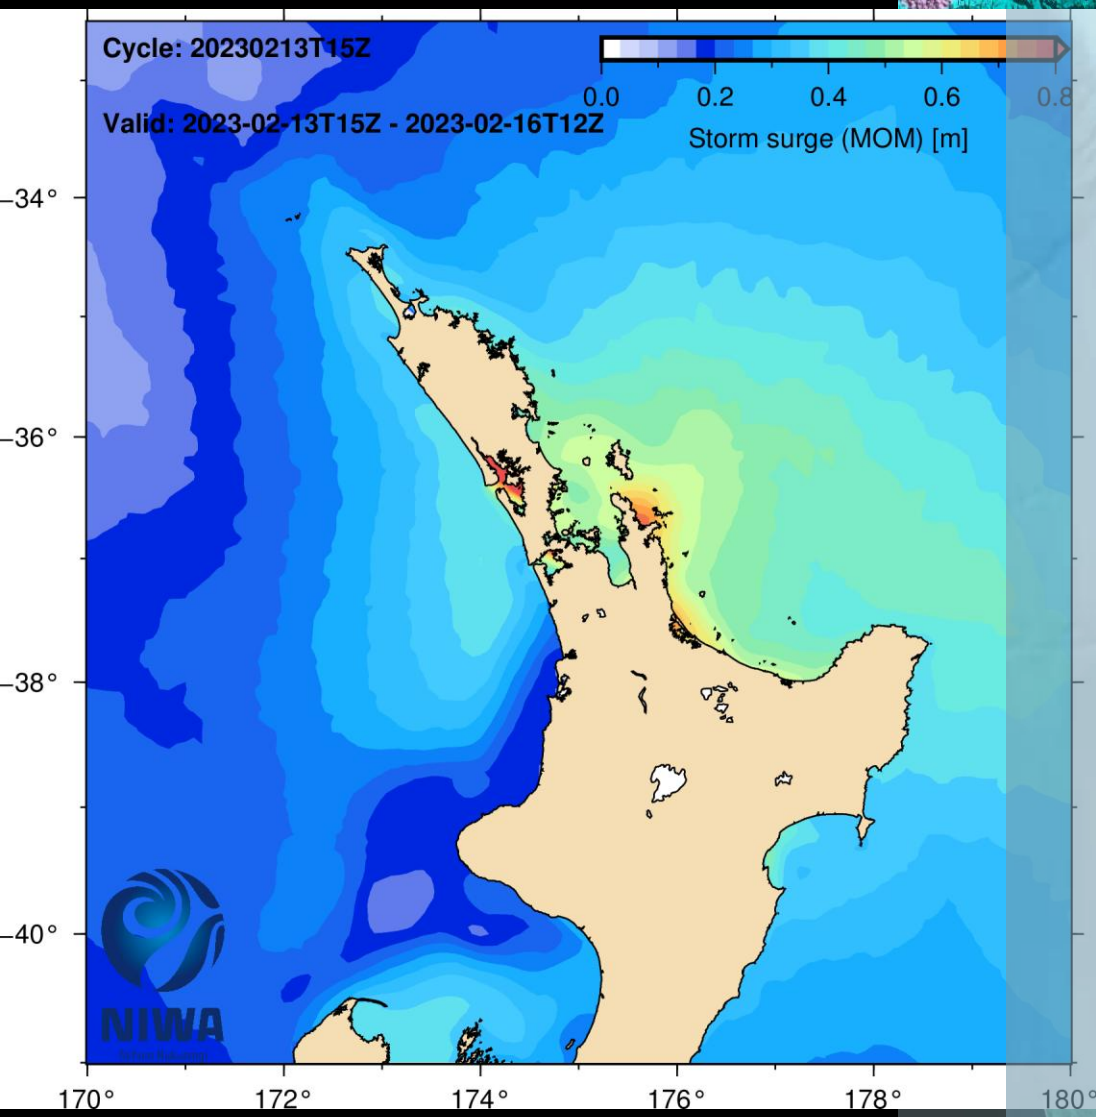 Cycle: 20230213T15Z
0.0 0.2 0.4 0.6 0.8
Valid: 2023-02-13T15Z - 2023-02-16T12Z
Storm surge (MOM) [m]
−34°
−36°
−38°
−40°
NIWA
170° 172° 174° 176° 178° 180°